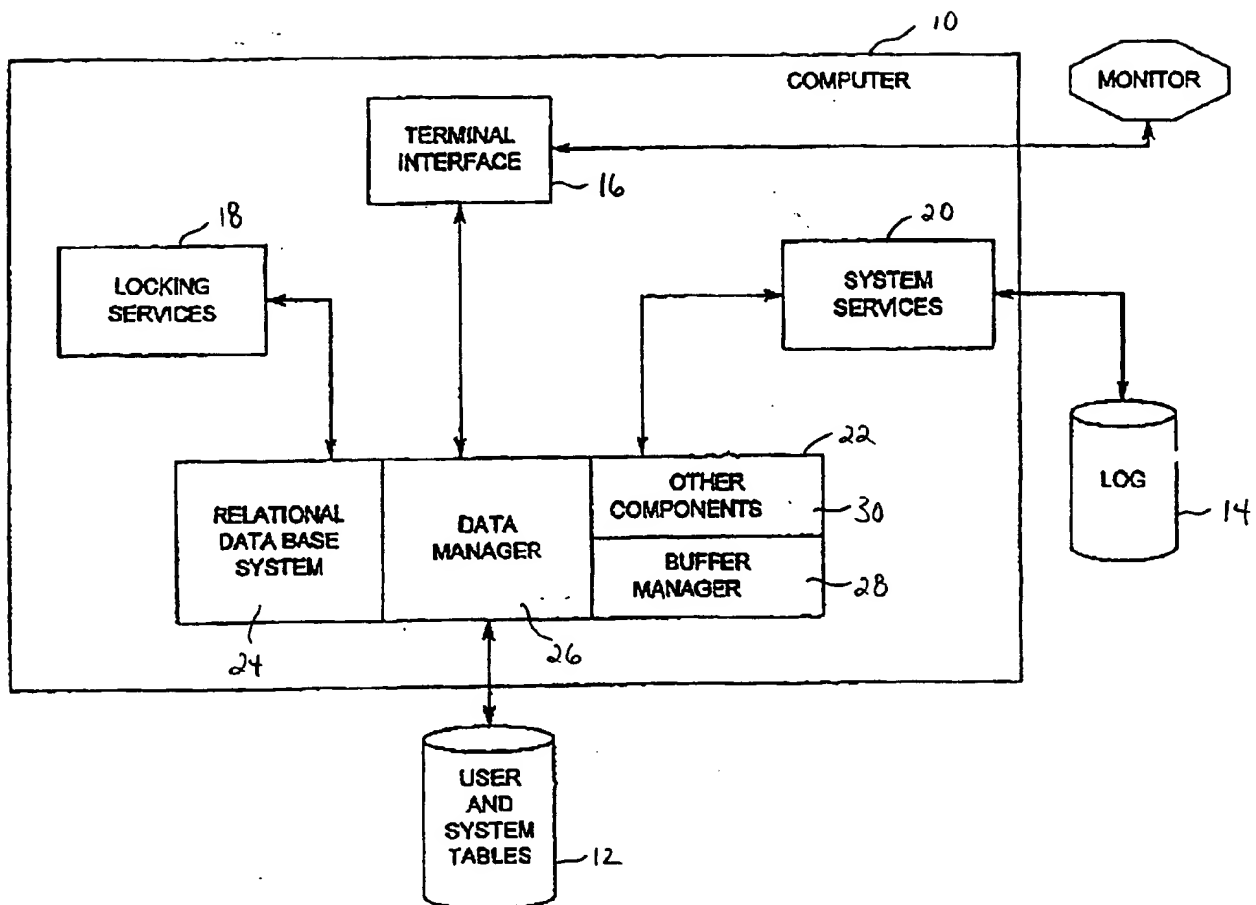 10
COMPUTER
MONITOR
TERMINAL
INTERFACE
16
18
LOCKING
SERVICES
20
SYSTEM
SERVICES
22
RELATIONAL
DATA BASE
SYSTEM
24
DATA
MANAGER
26
OTHER
COMPONENTS
30
BUFFER
MANAGER
28
LOG
14
USER
AND
SYSTEM
TABLES
12